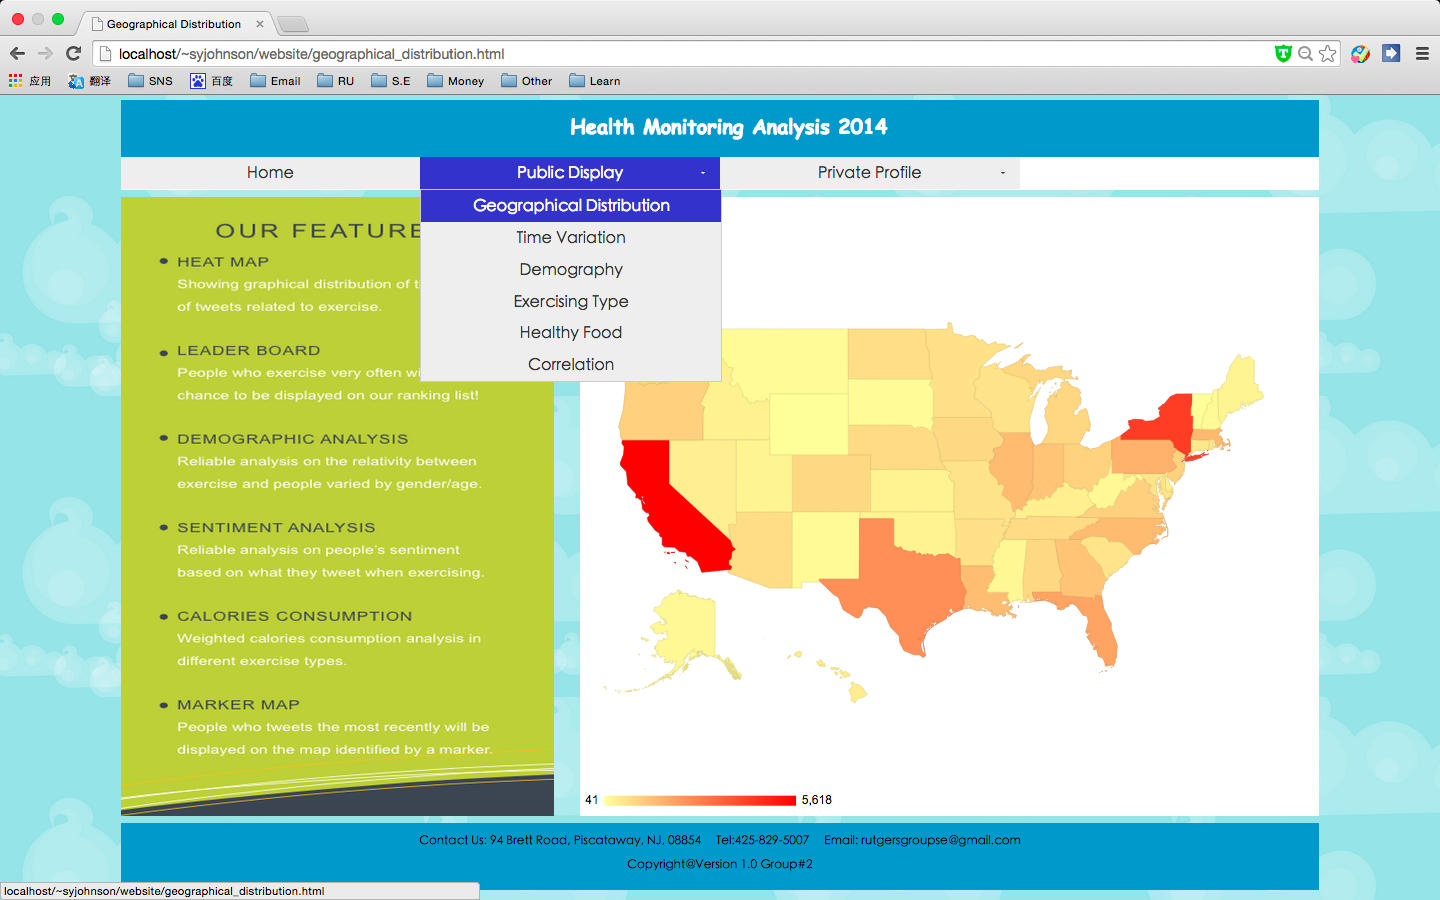 Geographical Distribution
localhost/~syjohnson/website/geographical_distribution.html
应用 翻译 SNS 百度 Email RU S.E Money Other Learn
Health Monitoring Analysis 2014
Home Public Display Private Profile
Geographical Distribution
Time Variation
Demography
Exercising Type
Healthy Food
Correlation
OUR FEATURE
HEAT MAP
Showing graphical distribution of
of tweets related to exercise.
LEADER BOARD
People who exercise very often
chance to be displayed on our ranking list!
DEMOGRAPHIC ANALYSIS
Reliable analysis on the relativity between
exercise and people varied by gender/age.
SENTIMENT ANALYSIS
Reliable analysis on people's sentiment
based on what they tweet when exercising.
CALORIES CONSUMPTION
Weighted calories consumption analysis in
different exercise types.
MARKER MAP
People who tweets the most recently will be
displayed on the map identified by a marker.
41 5,618
Contact Us: 94 Brett Road, Piscataway, NJ, 08854 Tel:425-829-5007 Email: rutgersgroupse@gmail.com
Copyright@Version 1.0 Group#2
localhost/~syjohnson/website/geographical_distribution.html